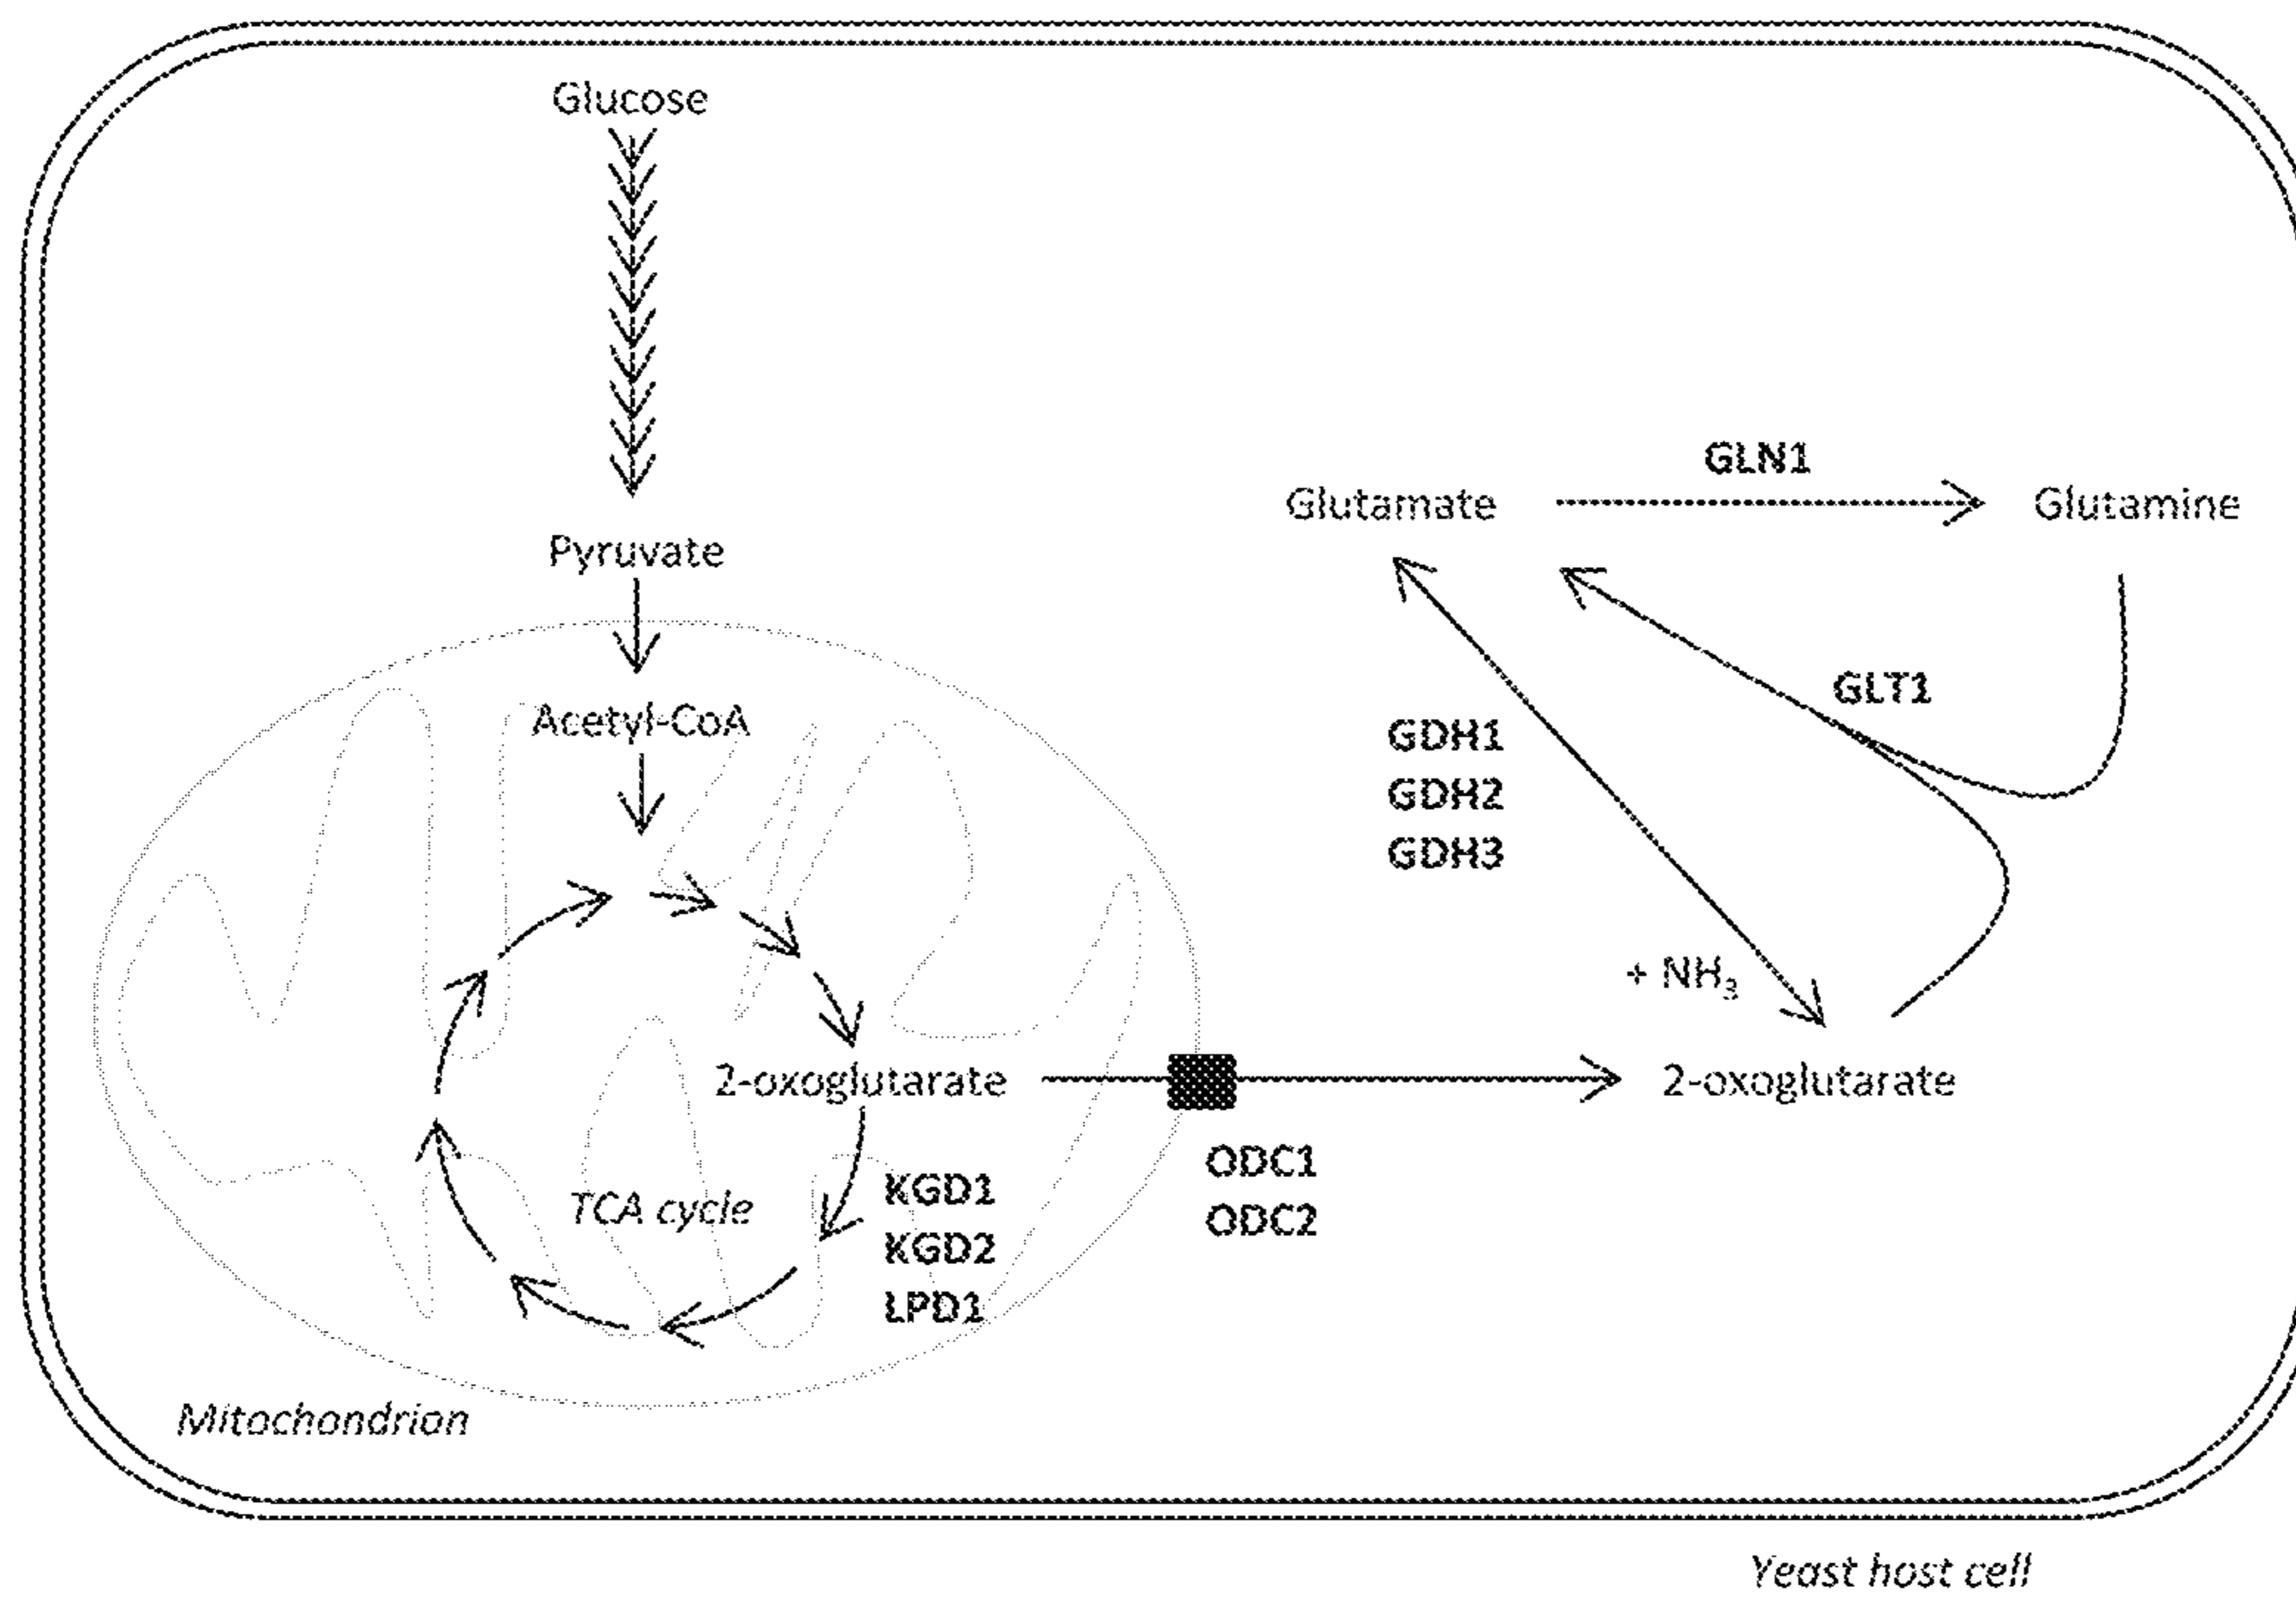 Glucose
Pyruvate
Acetyl-CoA
2-oxoglutarate
TCA cycle
KGD1
KGD2
LPD1
Mitochondrion
ODC1
ODC2
Glutamate
GLN1
Glutamine
GLT1
GDH1
GDH2
GDH3
+ NH₃
2-oxoglutarate
Yeast host cell